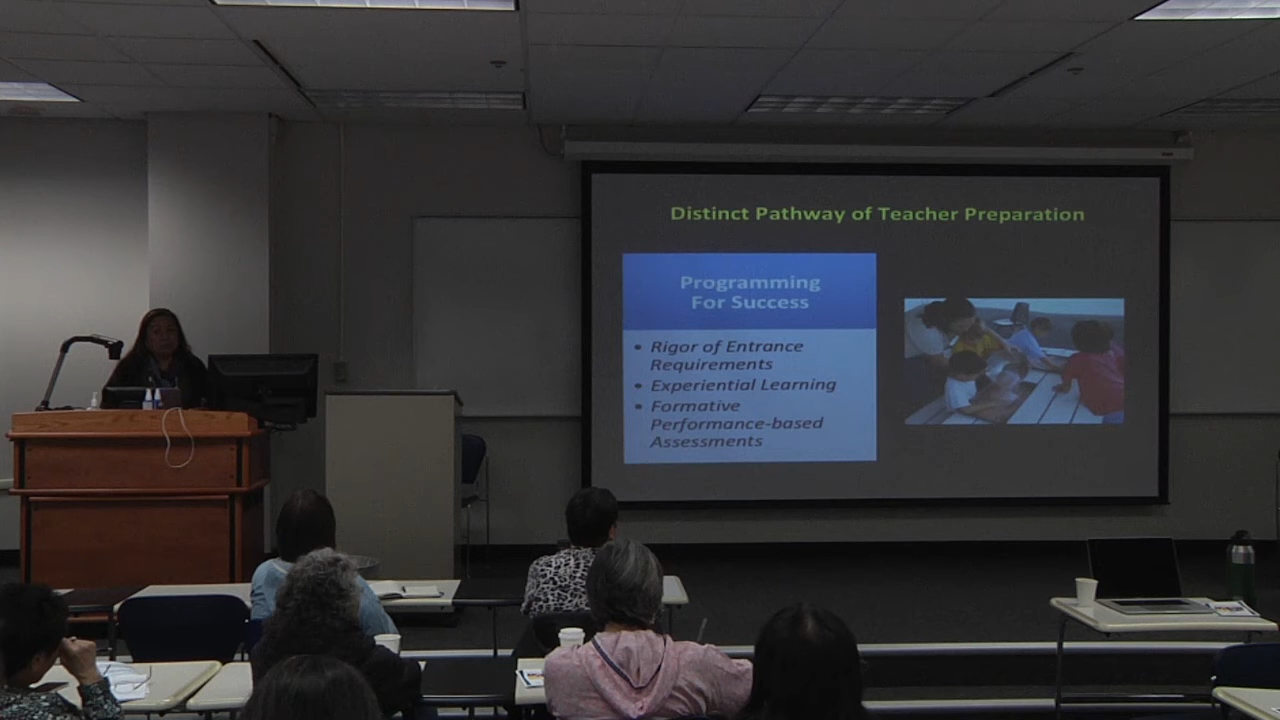 Distinct Pathway of Teacher Preparation
Programming
For Success
• Rigor of Entrance
Requirements
• Experiential Learning
• Formative
Performance-based
Assessments